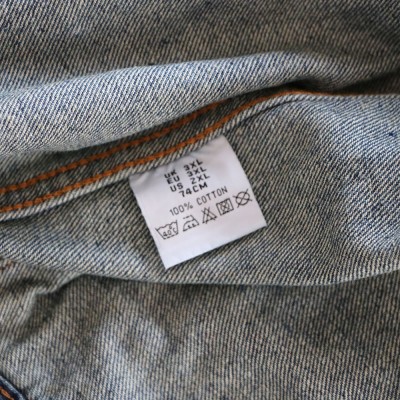 UK 3XL
EU 3XL
US 2XL
74CM
100% COTTON